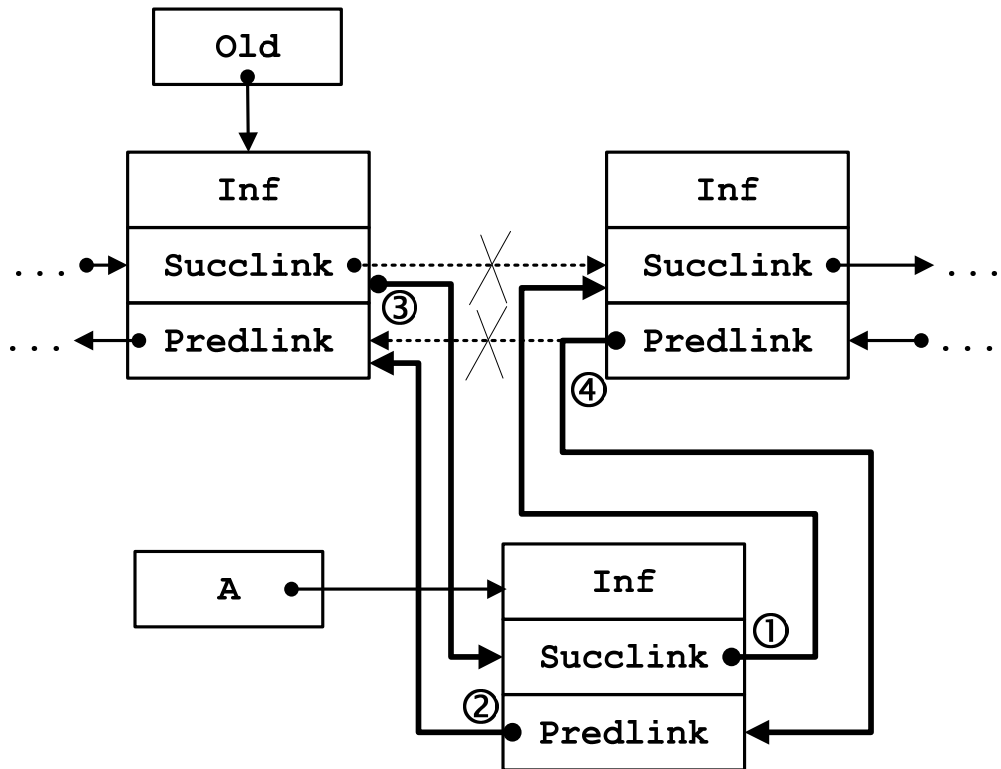 Old
Inf
Succlink
Predlink
Inf
Succlink
Predlink
. . .
. . .
. . .
. . .
③
④
A
Inf
Succlink
Predlink
①
②